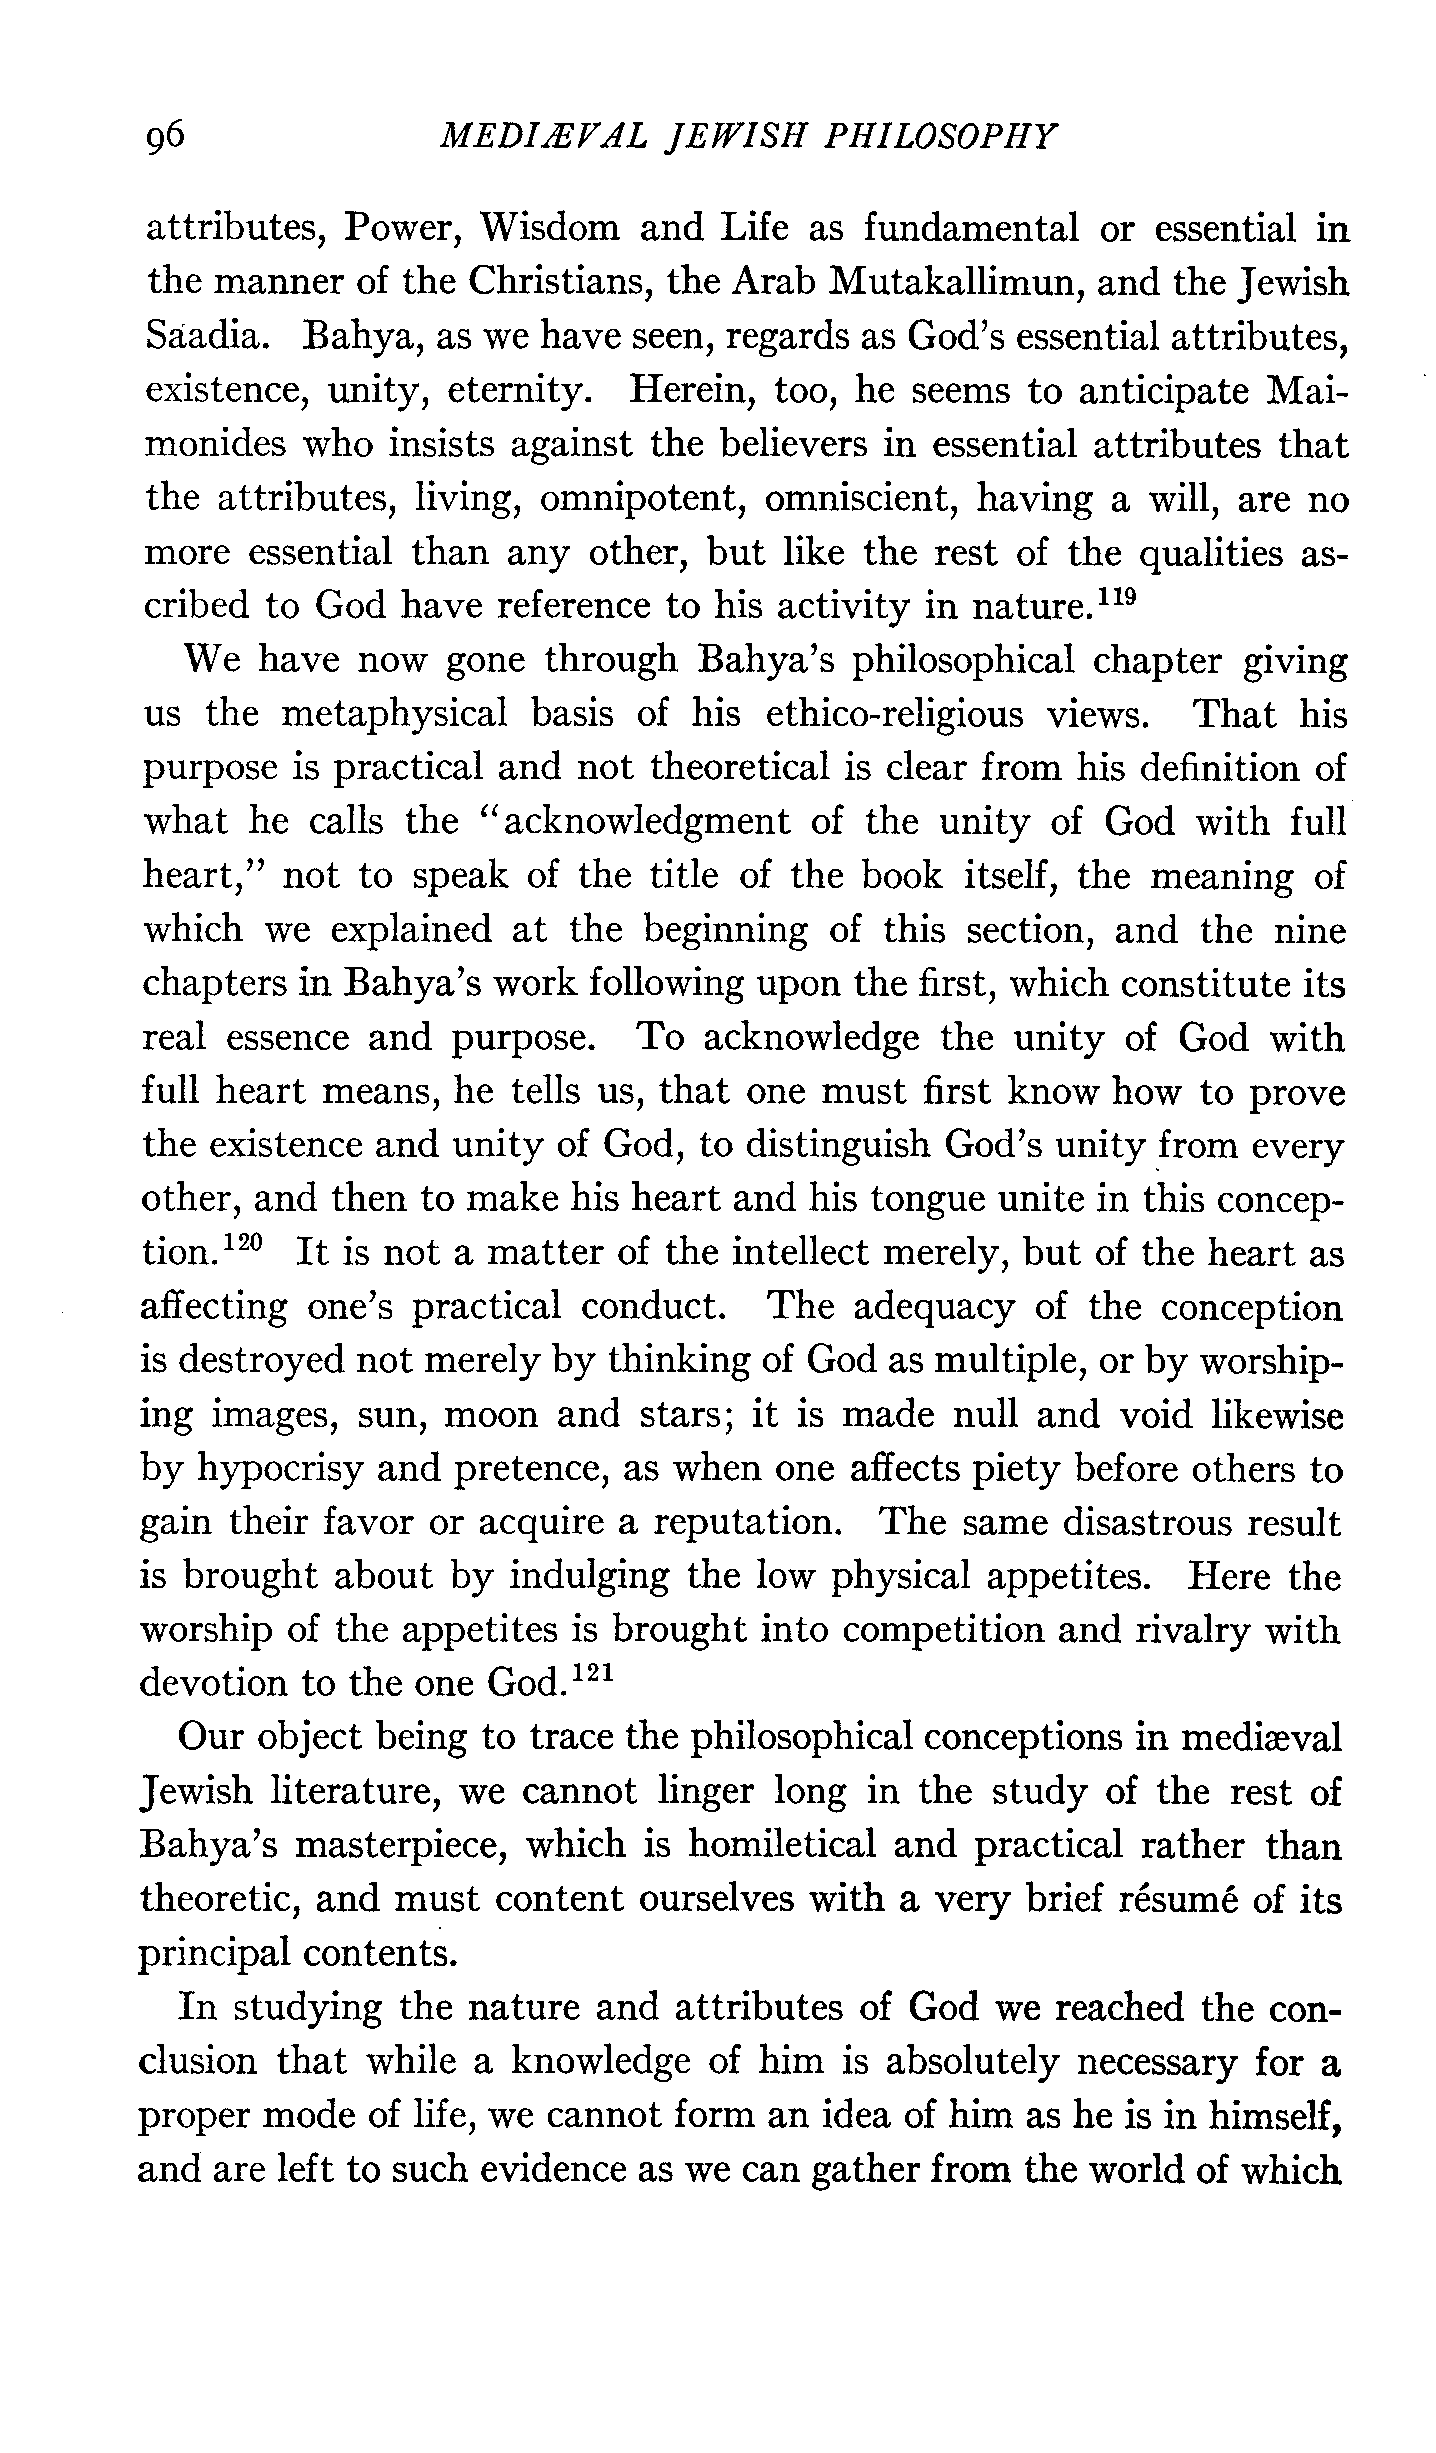 96 MEDIÆVAL JEWISH PHILOSOPHY
attributes, Power, Wisdom and Life as fundamental or essential in
the manner of the Christians, the Arab Mutakallimun, and the Jewish
Saadia. Bahya, as we have seen, regards as God's essential attributes,
existence, unity, eternity. Herein, too, he seems to anticipate Mai-
monides who insists against the believers in essential attributes that
the attributes, living, omnipotent, omniscient, having a will, are no
more essential than any other, but like the rest of the qualities as-
cribed to God have reference to his activity in nature.¹¹⁹
We have now gone through Bahya's philosophical chapter giving
us the metaphysical basis of his ethico-religious views. That his
purpose is practical and not theoretical is clear from his definition of
what he calls the "acknowledgment of the unity of God with full
heart," not to speak of the title of the book itself, the meaning of
which we explained at the beginning of this section, and the nine
chapters in Bahya's work following upon the first, which constitute its
real essence and purpose. To acknowledge the unity of God with
full heart means, he tells us, that one must first know how to prove
the existence and unity of God, to distinguish God's unity from every
other, and then to make his heart and his tongue unite in this concep-
tion.¹²⁰ It is not a matter of the intellect merely, but of the heart as
affecting one's practical conduct. The adequacy of the conception
is destroyed not merely by thinking of God as multiple, or by worship-
ing images, sun, moon and stars; it is made null and void likewise
by hypocrisy and pretence, as when one affects piety before others to
gain their favor or acquire a reputation. The same disastrous result
is brought about by indulging the low physical appetites. Here the
worship of the appetites is brought into competition and rivalry with
devotion to the one God.¹²¹
Our object being to trace the philosophical conceptions in mediæval
Jewish literature, we cannot linger long in the study of the rest of
Bahya's masterpiece, which is homiletical and practical rather than
theoretic, and must content ourselves with a very brief résumé of its
principal contents.
In studying the nature and attributes of God we reached the con-
clusion that while a knowledge of him is absolutely necessary for a
proper mode of life, we cannot form an idea of him as he is in himself,
and are left to such evidence as we can gather from the world of which